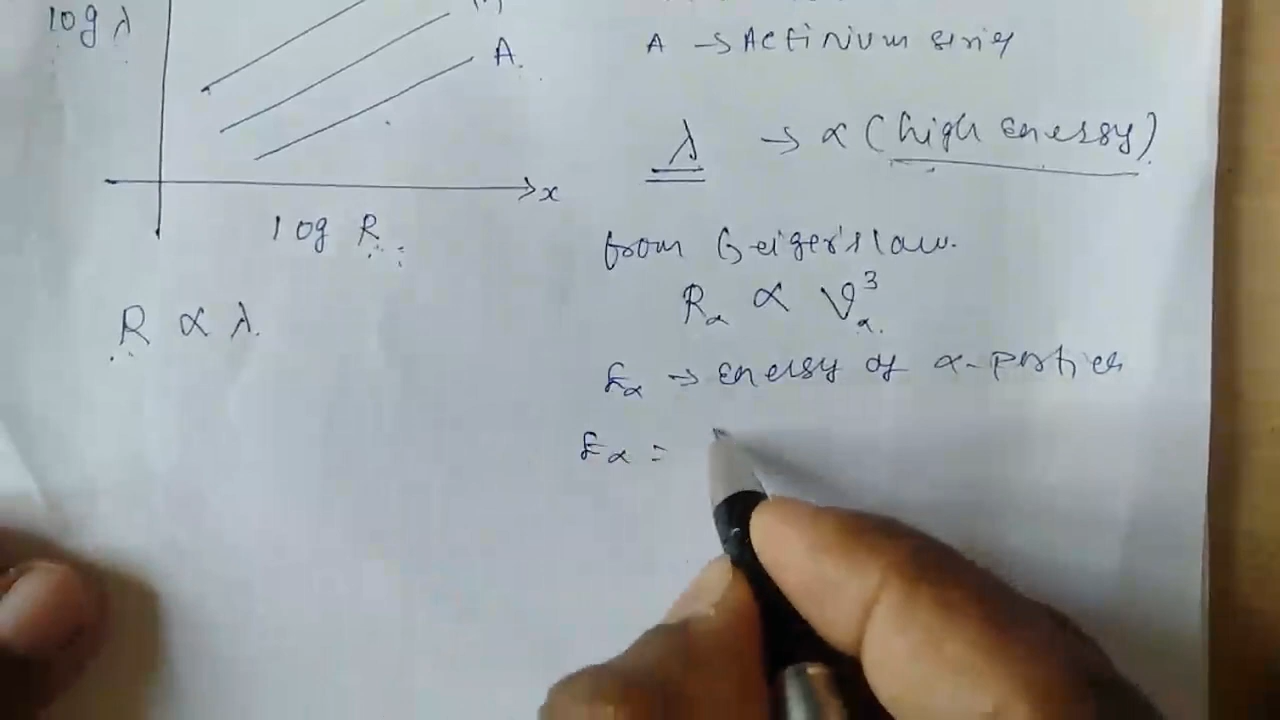 log λ
A.
x
log R
R ∝ λ.
A → Actinium series
λ → α (high energy)
from Geiger's law.
Rα ∝ vα³
Eα → energy of α-particles
Eα =